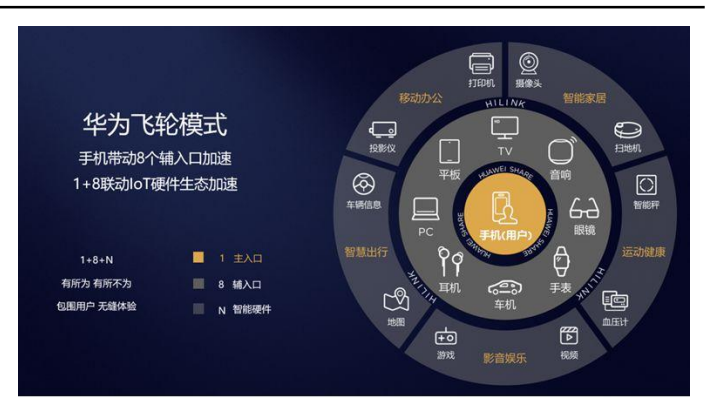 华为飞轮模式
手机带动8个辅入口加速
1+8联动IoT硬件生态加速
1+8+N
1 主入口
有所为 有所不为
8 辅入口
包围用户 无缝体验
N 智能硬件
移动办公
打印机
投影仪
智能家居
摄像头
扫地机
运动健康
智能秤
血压计
影音娱乐
视频
游戏
智慧出行
地图
车辆信息
HILINK
HILINK
HILINK
TV
音响
眼镜
手表
车机
耳机
PC
平板
HUAWEI SHARE
HUAWEI SHARE
HUAWEI SHARE
手机(用户)